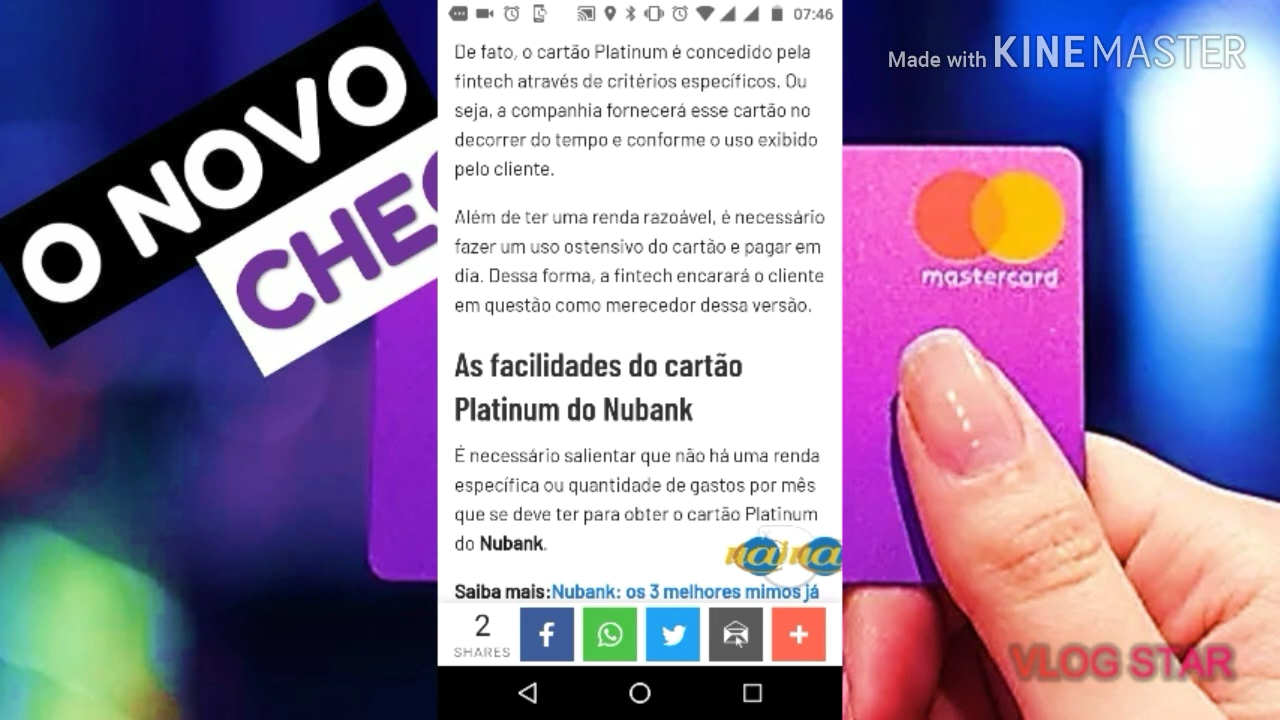 O NOVO
CHE
07:46
Made with KINEMASTER
De fato, o cartão Platinum é concedido pela
fintech através de critérios específicos. Ou
seja, a companhia fornecerá esse cartão no
decorrer do tempo e conforme o uso exibido
pelo cliente.
Além de ter uma renda razoável, é necessário
fazer um uso ostensivo do cartão e pagar em
dia. Dessa forma, a fintech encarará o cliente
em questão como merecedor dessa versão.
As facilidades do cartão
Platinum do Nubank
É necessário salientar que não há uma renda
específica ou quantidade de gastos por mês
que se deve ter para obter o cartão Platinum
do Nubank.
Saiba mais:Nubank: os 3 melhores mimos já
2
SHARES
mastercard
VLOG STAR